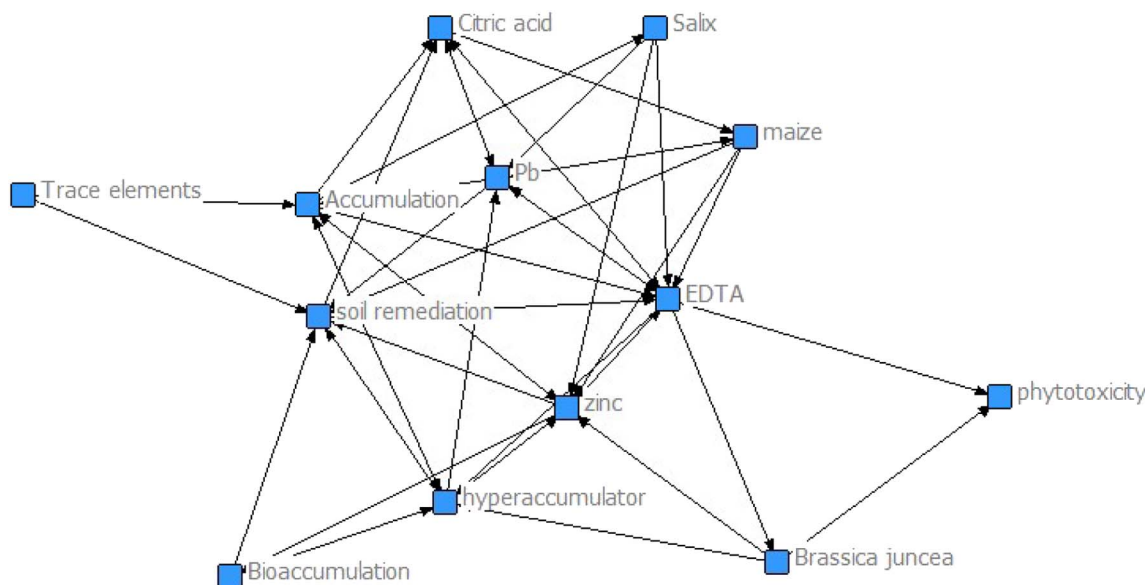 Citric acid
Salix
maize
Pb
Trace elements
Accumulation
EDTA
soil remediation
phytotoxicity
zinc
hyperaccumulator
Brassica juncea
Bioaccumulation